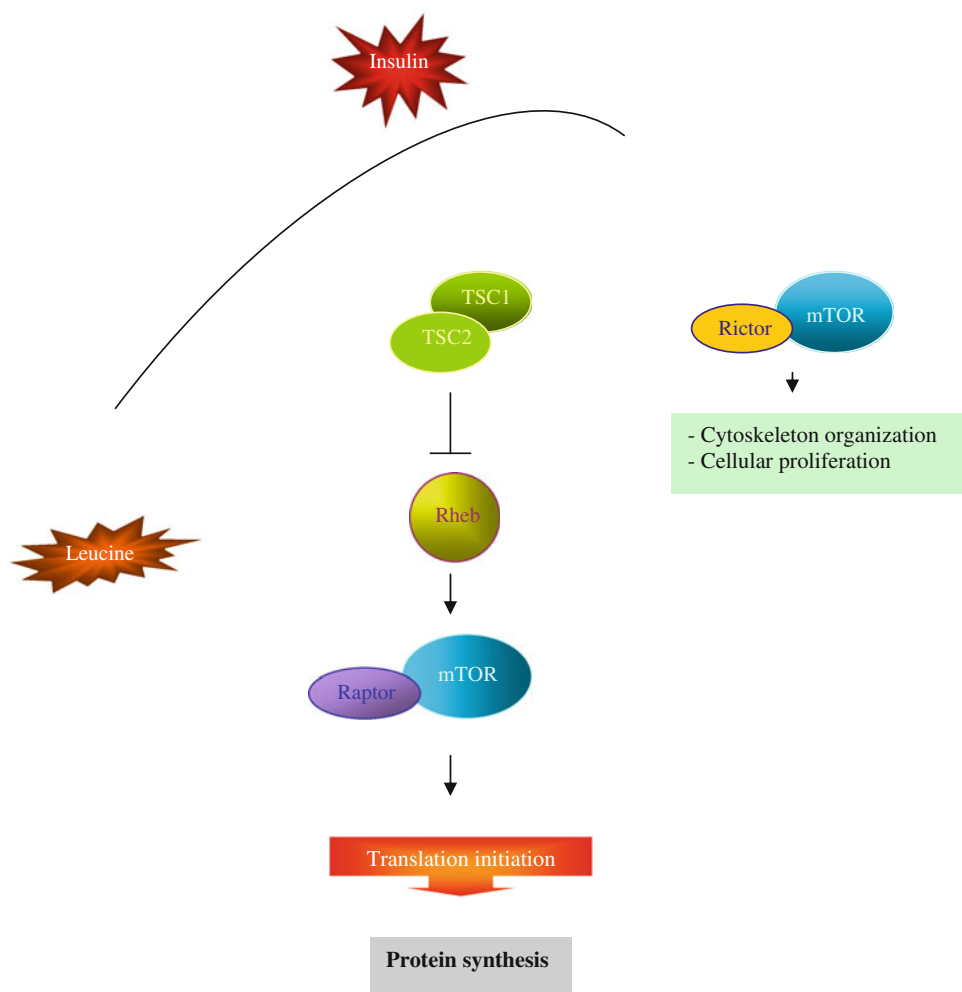 Insulin
TSC1
TSC2
Rictor
mTOR
- Cytoskeleton organization
- Cellular proliferation
Rheb
Leucine
Raptor
mTOR
Translation initiation
Protein synthesis